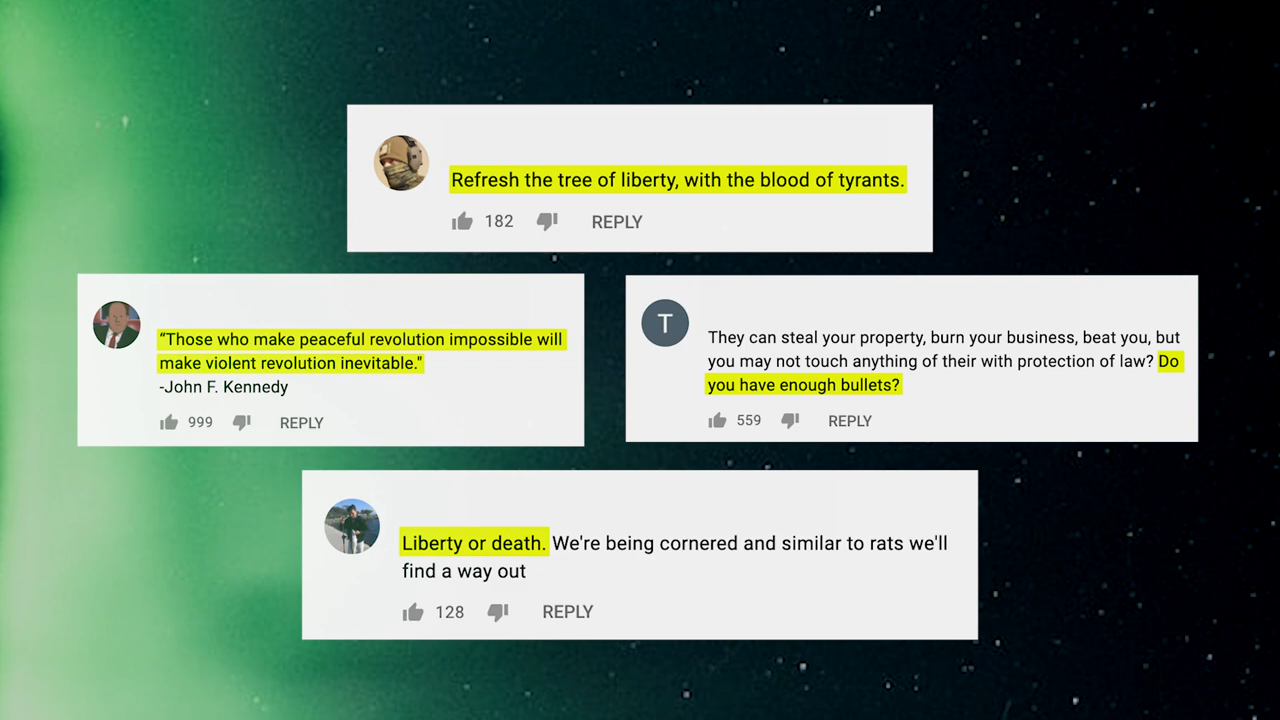 Refresh the tree of liberty, with the blood of tyrants.
182 REPLY
“Those who make peaceful revolution impossible will
make violent revolution inevitable."
-John F. Kennedy
999 REPLY
T
They can steal your property, burn your business, beat you, but
you may not touch anything of their with protection of law? Do
you have enough bullets?
559 REPLY
Liberty or death. We're being cornered and similar to rats we'll
find a way out
128 REPLY